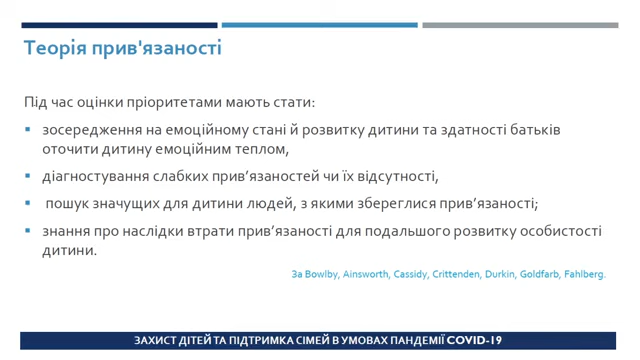 Теорія прив'язаності
Під час оцінки пріоритетами мають стати:
▪ зосередження на емоційному стані й розвитку дитини та здатності батьків
оточити дитину емоційним теплом,
▪ діагностування слабких прив’язаностей чи їх відсутності,
▪ пошук значущих для дитини людей, з якими збереглися прив’язаності;
▪ знання про наслідки втрати прив’язаності для подальшого розвитку особистості
дитини.
За Bowlby, Ainsworth, Cassidy, Crittenden, Durkin, Goldfarb, Fahlberg.
ЗАХИСТ ДІТЕЙ ТА ПІДТРИМКА СІМЕЙ В УМОВАХ ПАНДЕМІЇ COVID-19